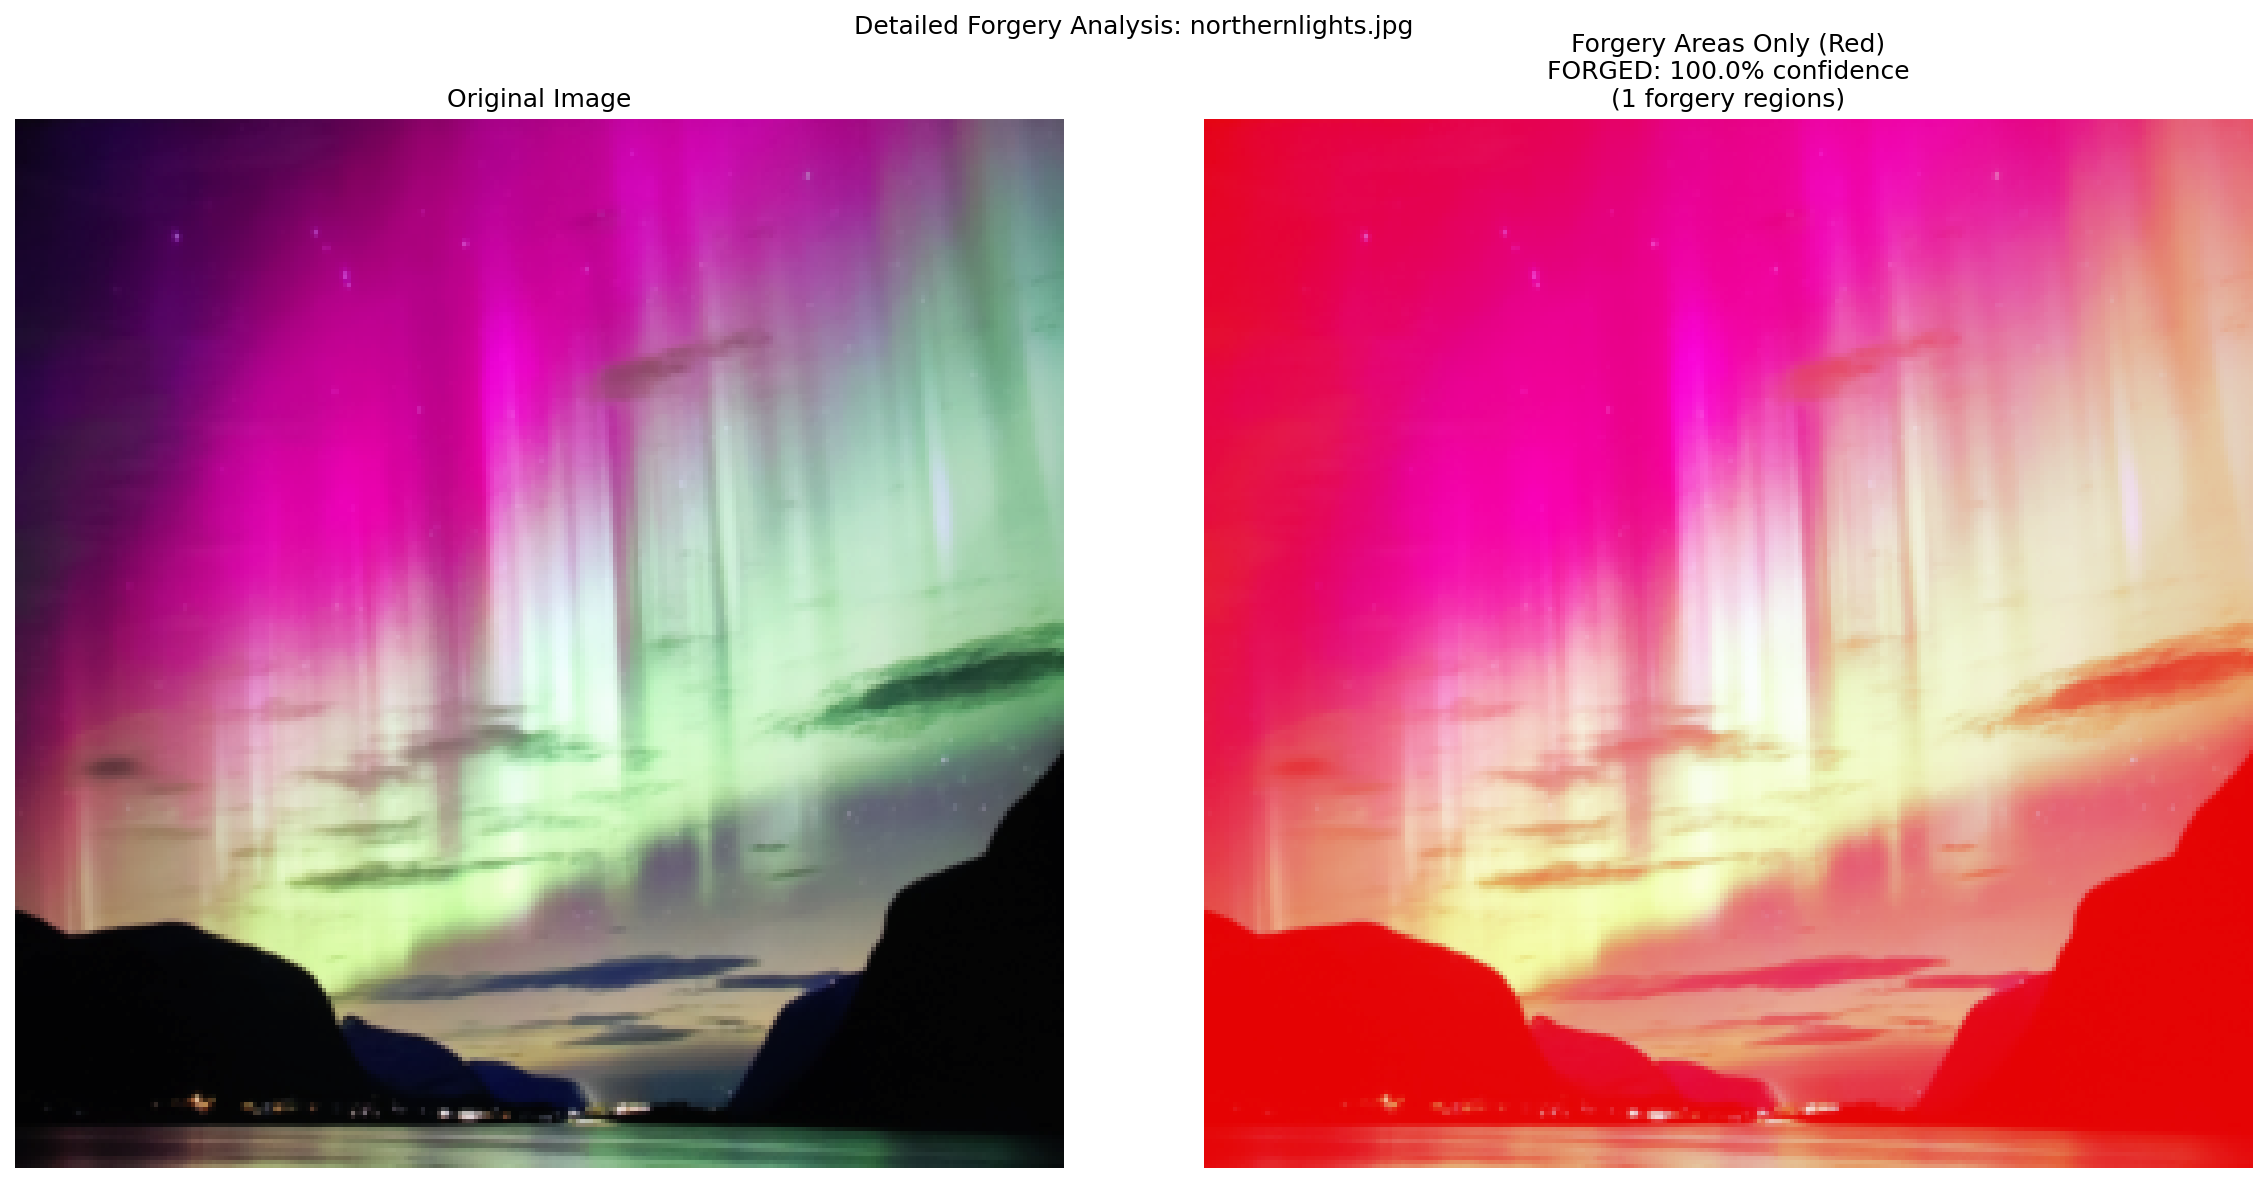 Detailed Forgery Analysis: northernlights.jpg
Original Image
Forgery Areas Only (Red)
FORGED: 100.0% confidence
(1 forgery regions)